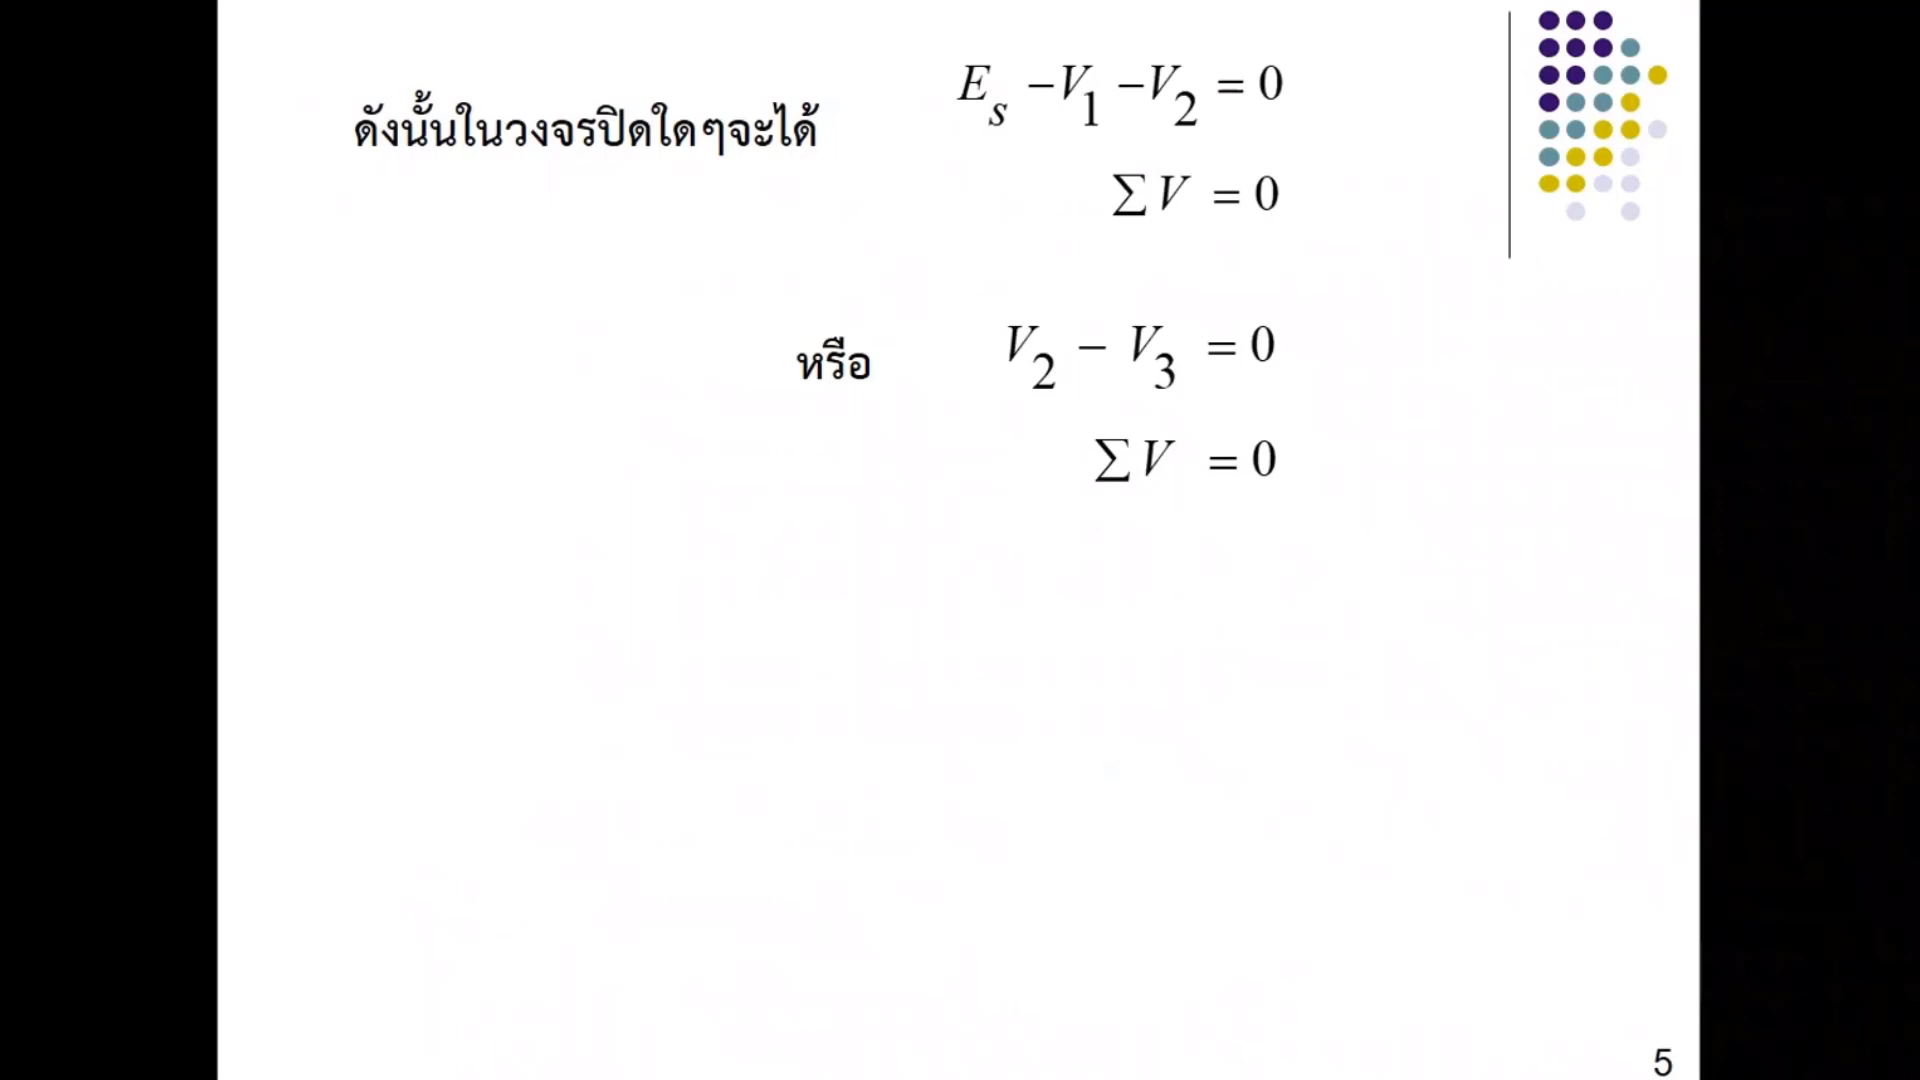 E_s – V_1 – V_2 = 0
ดังนั้นในวงจรปิดใดๆจะได้
∑V = 0
หรือ V_2 – V_3 = 0
∑V = 0
5